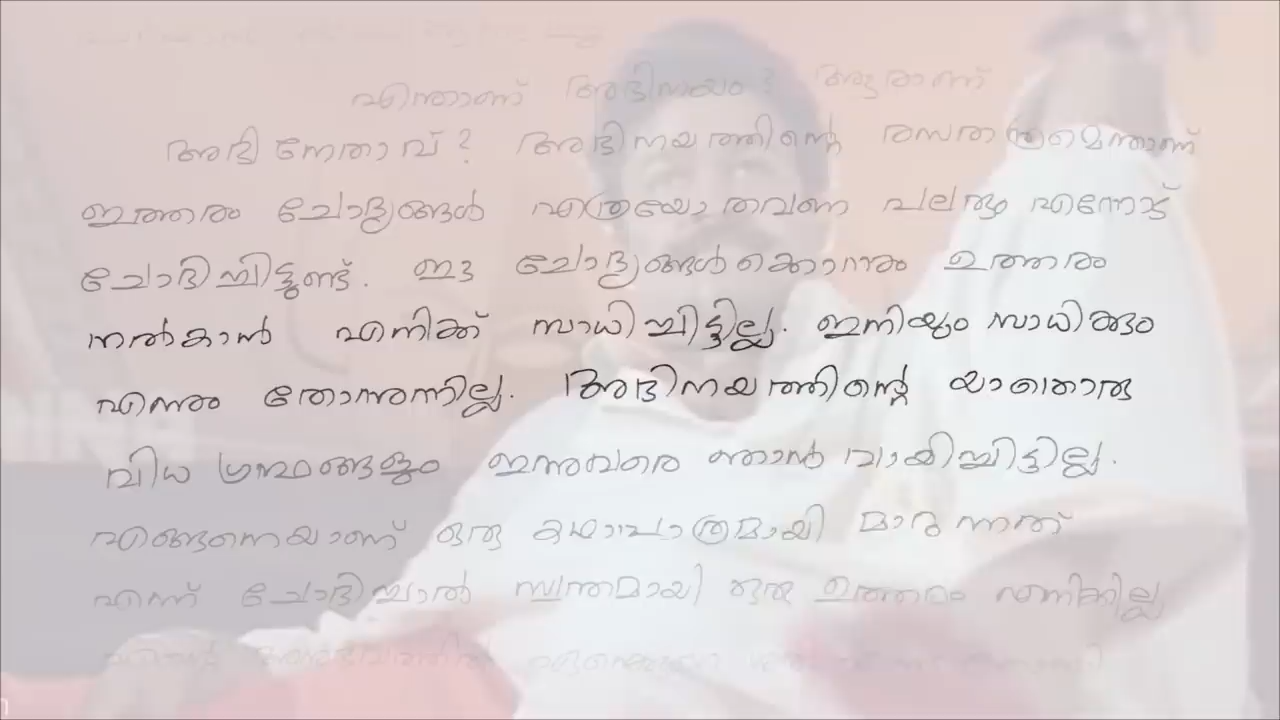 എന്താണ് അഭിനയം? ആരാണ്
അഭിനേതാവ്? അഭിനയത്തിന്റെ രസതന്ത്രമെന്താണ്
ഇത്തരം ചോദ്യങ്ങൾ എത്രയോ തവണ പലരും എന്നോട്
ചോദിച്ചിട്ടുണ്ട്. ഈ ചോദ്യങ്ങൾക്കൊന്നും ഉത്തരം
നൽകാൻ എനിക്ക് സാധിച്ചിട്ടില്ല. ഇനിയും സാധിക്കും
എന്നും തോന്നുന്നില്ല. അഭിനയത്തിന്റെ യാതൊരു
വിധ ഗ്രന്ഥങ്ങളും ഇന്നുവരെ ഞാൻ വായിച്ചിട്ടില്ല.
എങ്ങനെയാണ് ഒരു കഥാപാത്രമായി മാറുന്നത്
എന്ന് ചോദിച്ചാൽ സ്വന്തമായി ഒരു ഉത്തരം എനിക്കില്ല